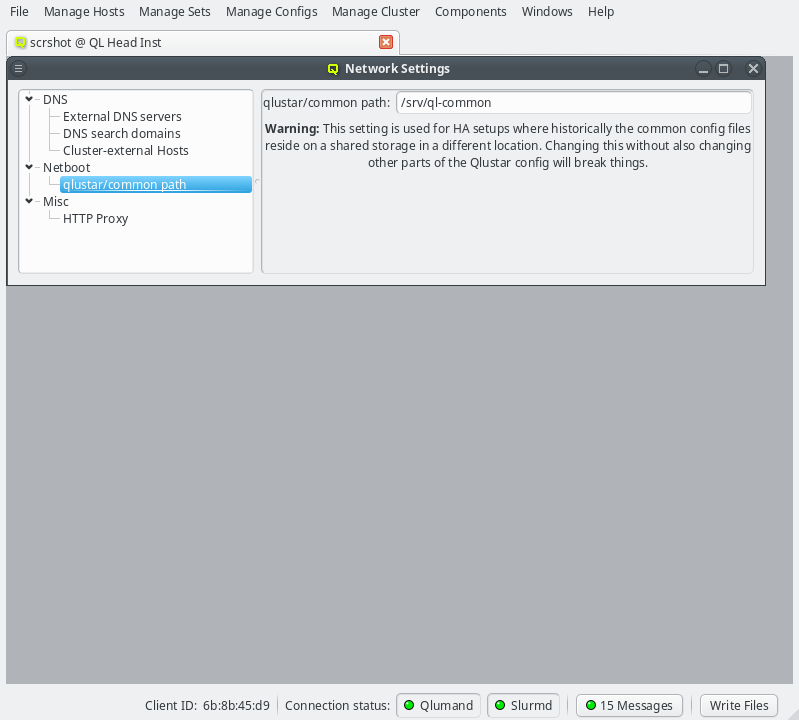 File Manage Hosts Manage Sets Manage Configs Manage Cluster Components Windows Help
scrshot @ QL Head Inst
Network Settings
DNS
External DNS servers
DNS search domains
Cluster-external Hosts
Netboot
qlustar/common path
Misc
HTTP Proxy
qlustar/common path: /srv/ql-common
Warning: This setting is used for HA setups where historically the common config files
reside on a shared storage in a different location. Changing this without also changing
other parts of the Qlustar config will break things.
Client ID: 6b:8b:45:d9 Connection status: Qlumand Slurmd 15 Messages Write Files